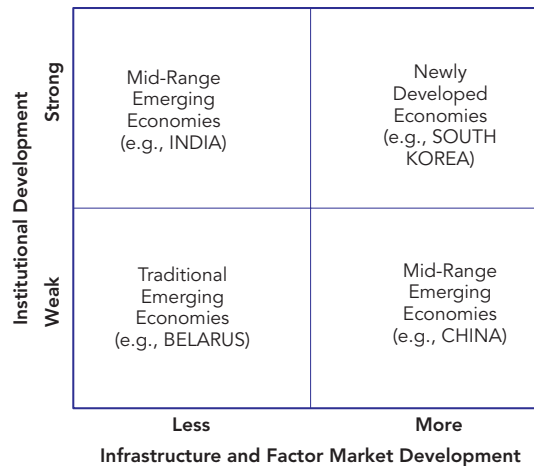 Institutional Development
Strong
Weak
Mid-Range
Emerging
Economies
(e.g., INDIA)
Newly
Developed
Economies
(e.g., SOUTH
KOREA)
Traditional
Emerging
Economies
(e.g., BELARUS)
Mid-Range
Emerging
Economies
(e.g., CHINA)
Less
More
Infrastructure and Factor Market Development